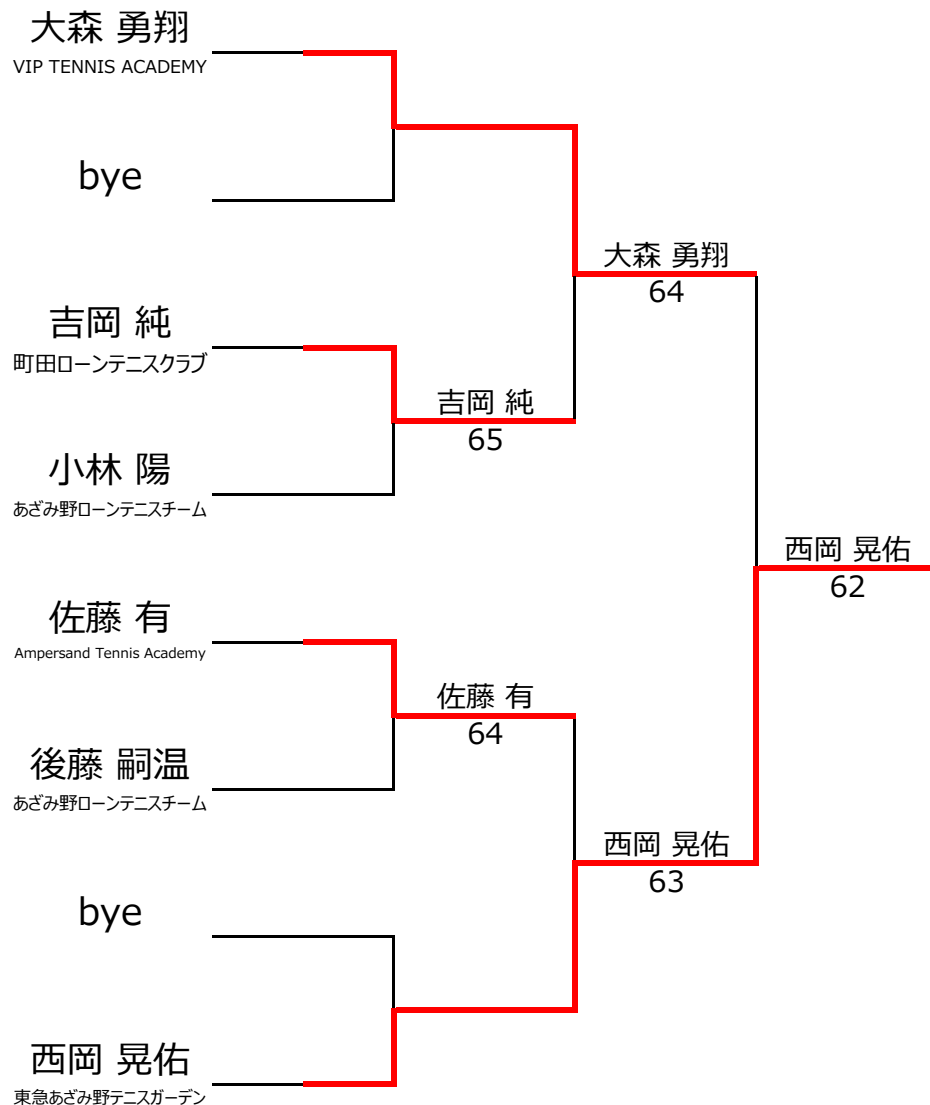 大森 勇翔
VIP TENNIS ACADEMY
bye
吉岡 純
町田ローンテニスクラブ
小林 陽
あざみ野ローンテニスチーム
佐藤 有
Ampersand Tennis Academy
後藤 嗣温
あざみ野ローンテニスチーム
bye
西岡 晃佑
東急あざみ野テニスガーデン
吉岡 純
65
佐藤 有
64
大森 勇翔
64
西岡 晃佑
63
西岡 晃佑
62